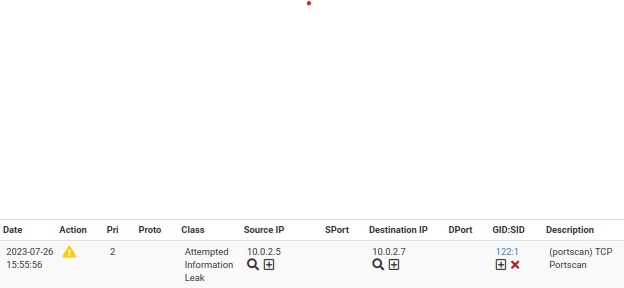 Date Action Pri Proto Class Source IP SPort Destination IP DPort GID:SID Description
2023-07-26 2 Attempted 10.0.2.5 10.0.2.7 122:1 (portscan) TCP
15:55:56 Information Portscan
Leak